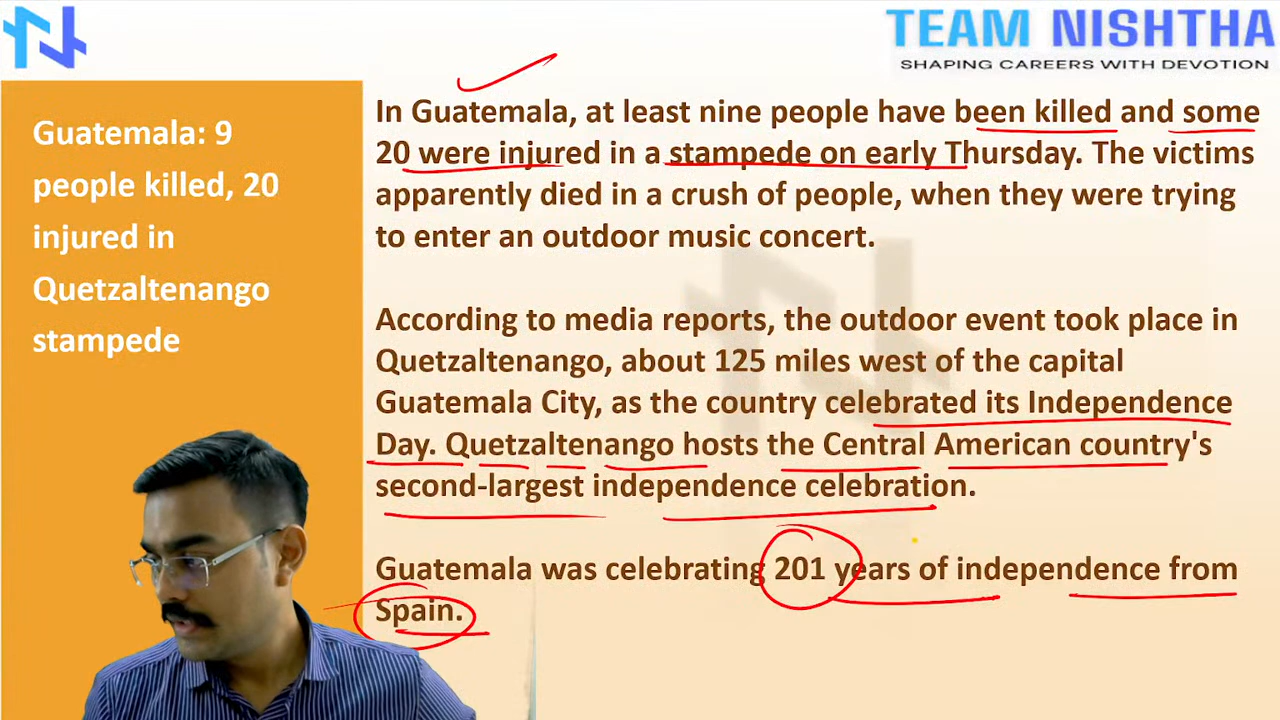 TEAM NISHTHA
SHAPING CAREERS WITH DEVOTION
Guatemala: 9
people killed, 20
injured in
Quetzaltenango
stampede
In Guatemala, at least nine people have been killed and some
20 were injured in a stampede on early Thursday. The victims
apparently died in a crush of people, when they were trying
to enter an outdoor music concert.
According to media reports, the outdoor event took place in
Quetzaltenango, about 125 miles west of the capital
Guatemala City, as the country celebrated its Independence
Day. Quetzaltenango hosts the Central American country's
second-largest independence celebration.
Guatemala was celebrating 201 years of independence from
Spain.